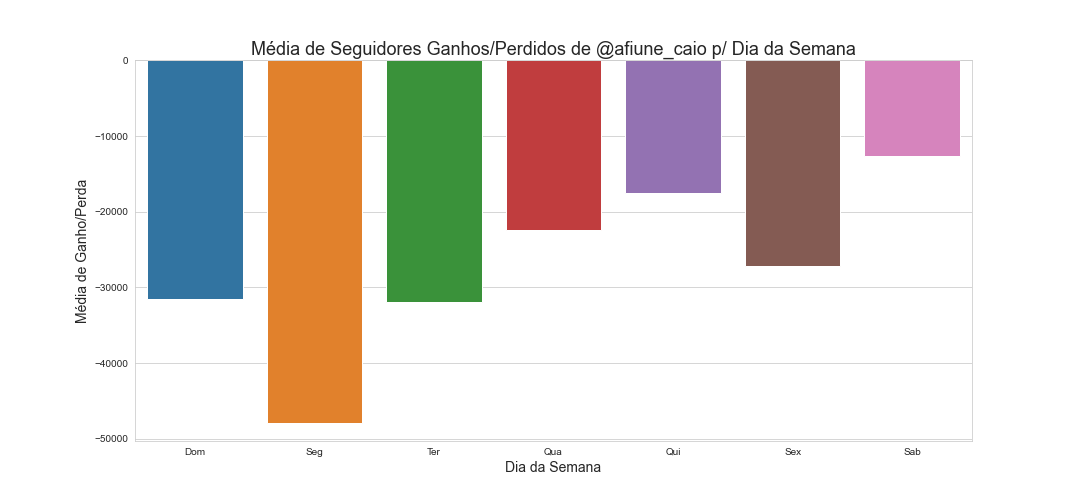 Média de Seguidores Ganhos/Perdidos de @afiune_caio p/ Dia da Semana
Média de Ganho/Perda
0
−10000
−20000
−30000
−40000
−50000
Dom Seg Ter Qua Qui Sex Sab
Dia da Semana